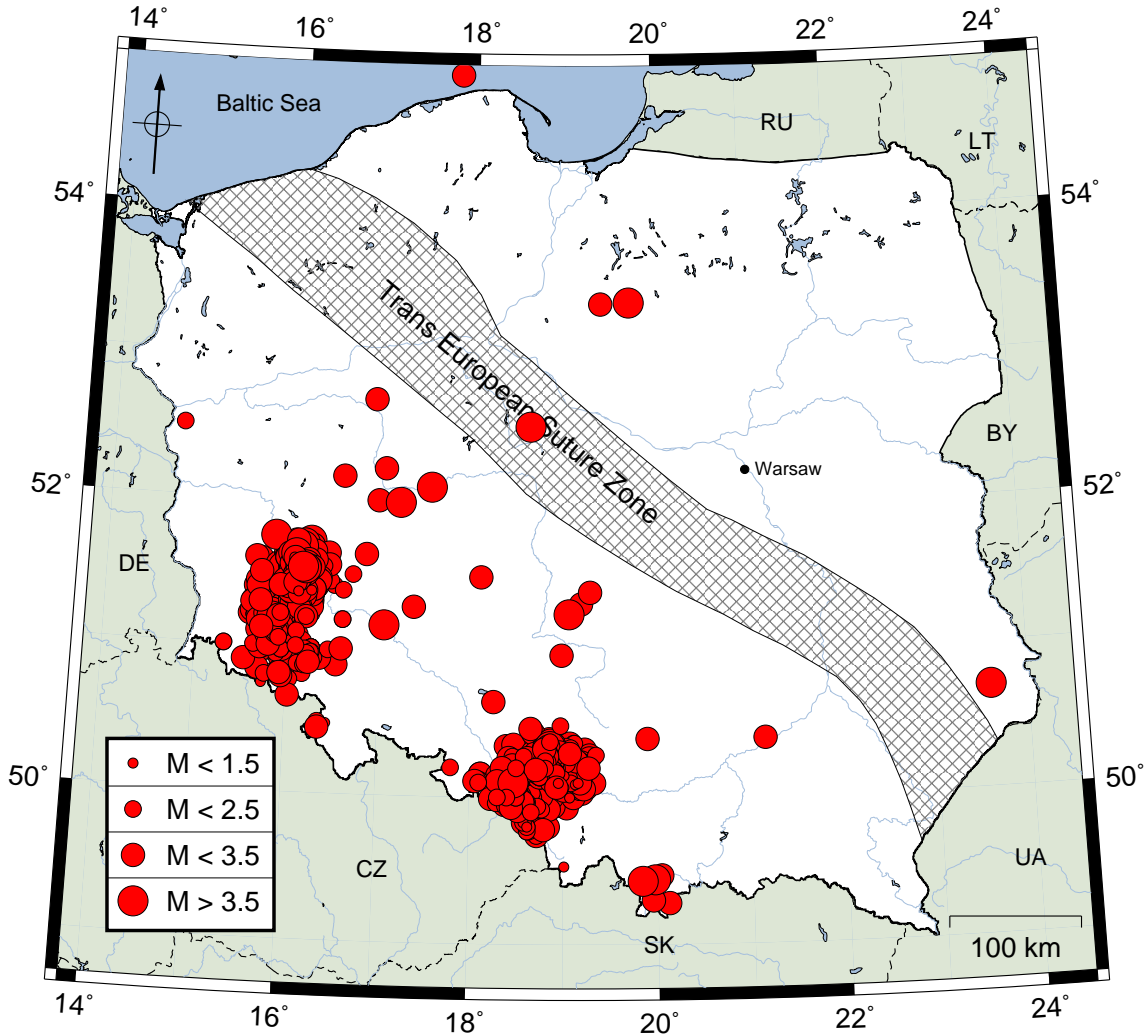 14° 16° 18° 20° 22° 24°
Baltic Sea
RU
LT
54° 54°
Trans European Suture Zone
BY
Warsaw
52° 52°
DE
50° 50°
M < 1.5
M < 2.5
M < 3.5
M > 3.5
CZ
UA
SK
100 km
14° 16° 18° 20° 22° 24°